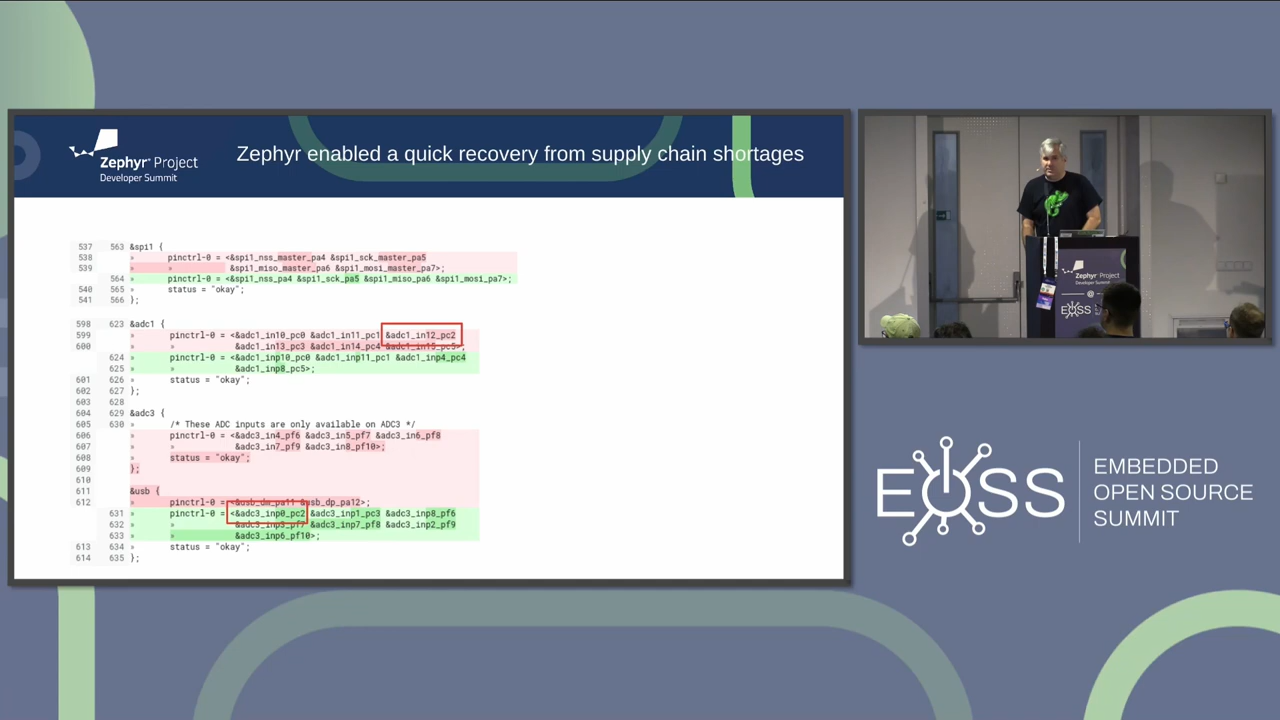 Zephyr® Project
Developer Summit
Zephyr enabled a quick recovery from supply chain shortages
537 563 &spi1 {
538 » pinctrl-0 = <&spi1_nss_master_pa4 &spi1_sck_master_pa5
539 » » &spi1_miso_master_pa6 &spi1_mosi_master_pa7>;
564 » pinctrl-0 = <&spi1_nss_pa4 &spi1_sck_pa5 &spi1_miso_pa6 &spi1_mosi_pa7>;
540 565 » status = "okay";
541 566 };
598 623 &adc1 {
599 » pinctrl-0 = <&adc1_in10_pc0 &adc1_in11_pc1 &adc1_in12_pc2
600 » » &adc1_in13_pc3 &adc1_in14_pc4 &adc1_in15_pc5>;
624 » pinctrl-0 = <&adc1_inp10_pc0 &adc1_inp11_pc1 &adc1_inp4_pc4
625 » » &adc1_inp8_pc5>;
601 626 » status = "okay";
602 627 };
603 628
604 629 &adc3 {
605 630 » /* These ADC inputs are only available on ADC3 */
606 » pinctrl-0 = <&adc3_in4_pf6 &adc3_in5_pf7 &adc3_in6_pf8
607 » » &adc3_in7_pf9 &adc3_in8_pf10>;
608 » status = "okay";
609 };
610
611 &usb {
612 » pinctrl-0 = <&usb_dm_pa11 &usb_dp_pa12>;
631 » pinctrl-0 = <&adc3_inp0_pc2 &adc3_inp1_pc3 &adc3_inp8_pf6
632 » » &adc3_inp3_pf7 &adc3_inp7_pf8 &adc3_inp2_pf9
633 » » &adc3_inp6_pf10>;
613 634 » status = "okay";
614 635 };
Zephyr® Project
Developer Summit
@
EOSS
EOSS
EMBEDDED
OPEN SOURCE
SUMMIT